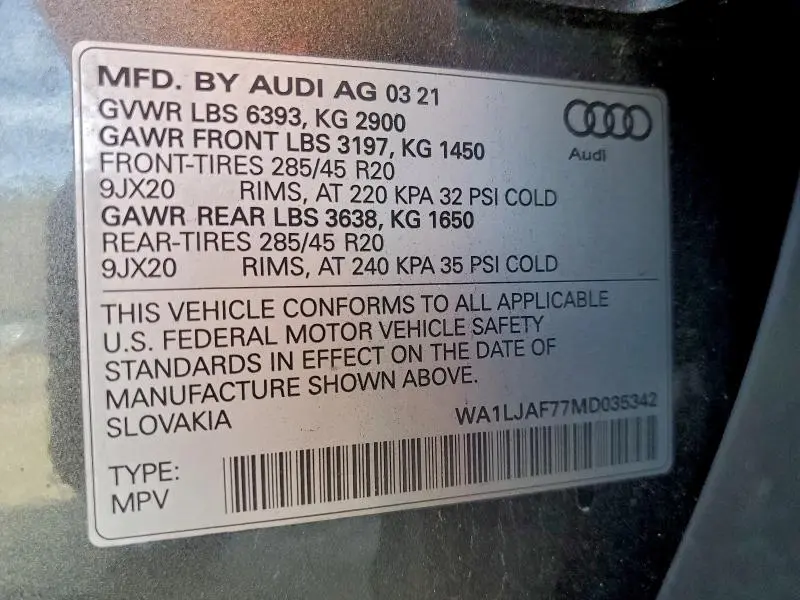 MFD. BY AUDI AG 03 21
GVWR LBS 6393, KG 2900
GAWR FRONT LBS 3197, KG 1450
FRONT-TIRES 285/45 R20
9JX20 RIMS, AT 220 KPA 32 PSI COLD
GAWR REAR LBS 3638, KG 1650
REAR-TIRES 285/45 R20
9JX20 RIMS, AT 240 KPA 35 PSI COLD
Audi
THIS VEHICLE CONFORMS TO ALL APPLICABLE
U.S. FEDERAL MOTOR VEHICLE SAFETY
STANDARDS IN EFFECT ON THE DATE OF
MANUFACTURE SHOWN ABOVE.
SLOVAKIA WA1LJAF77MD035342
TYPE:
MPV